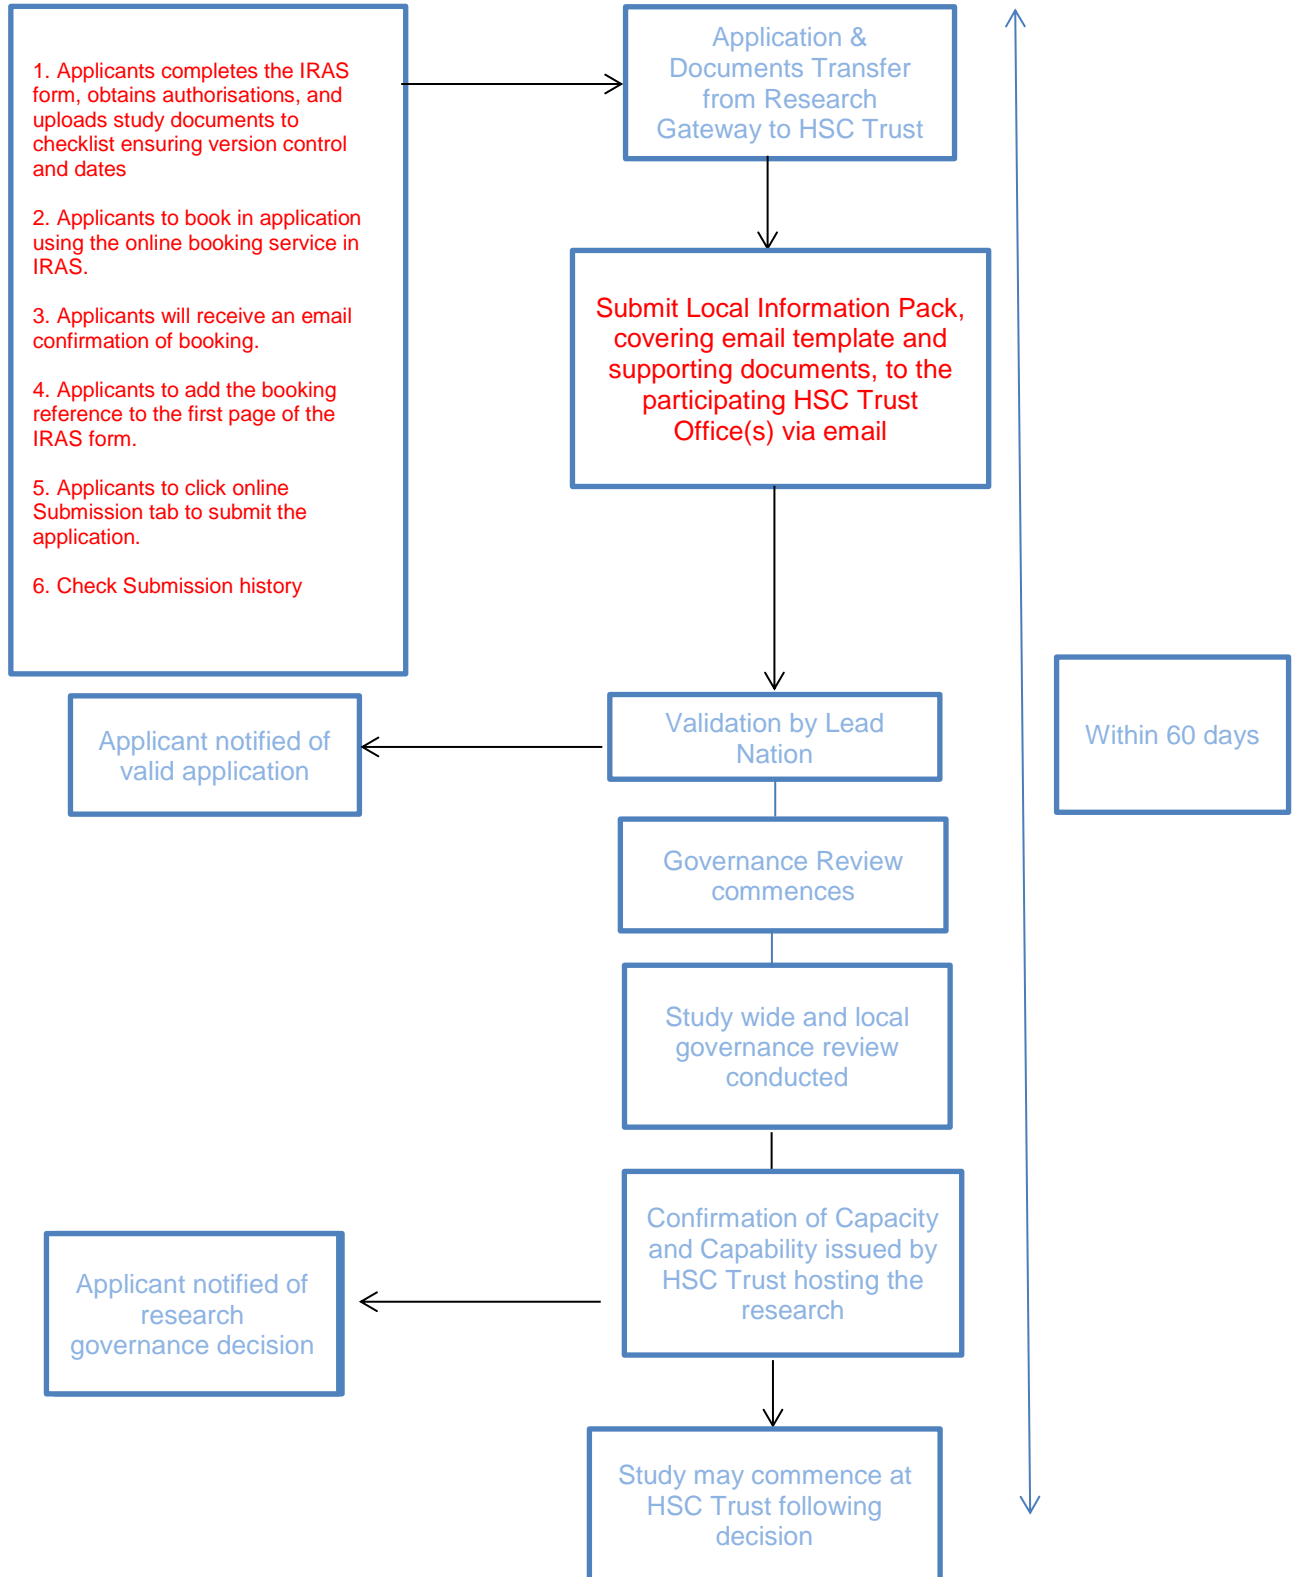 1. Applicants completes the IRAS
form, obtains authorisations, and
uploads study documents to
checklist ensuring version control
and dates
2. Applicants to book in application
using the online booking service in
IRAS.
3. Applicants will receive an email
confirmation of booking.
4. Applicants to add the booking
reference to the first page of the
IRAS form.
5. Applicants to click online
Submission tab to submit the
application.
6. Check Submission history
Application &
Documents Transfer
from Research
Gateway to HSC Trust
Submit Local Information Pack,
covering email template and
supporting documents, to the
participating HSC Trust
Office(s) via email
Validation by Lead
Nation
Applicant notified of
valid application
Within 60 days
Governance Review
commences
Study wide and local
governance review
conducted
Confirmation of Capacity
and Capability issued by
HSC Trust hosting the
research
Applicant notified of
research
governance decision
Study may commence at
HSC Trust following
decision